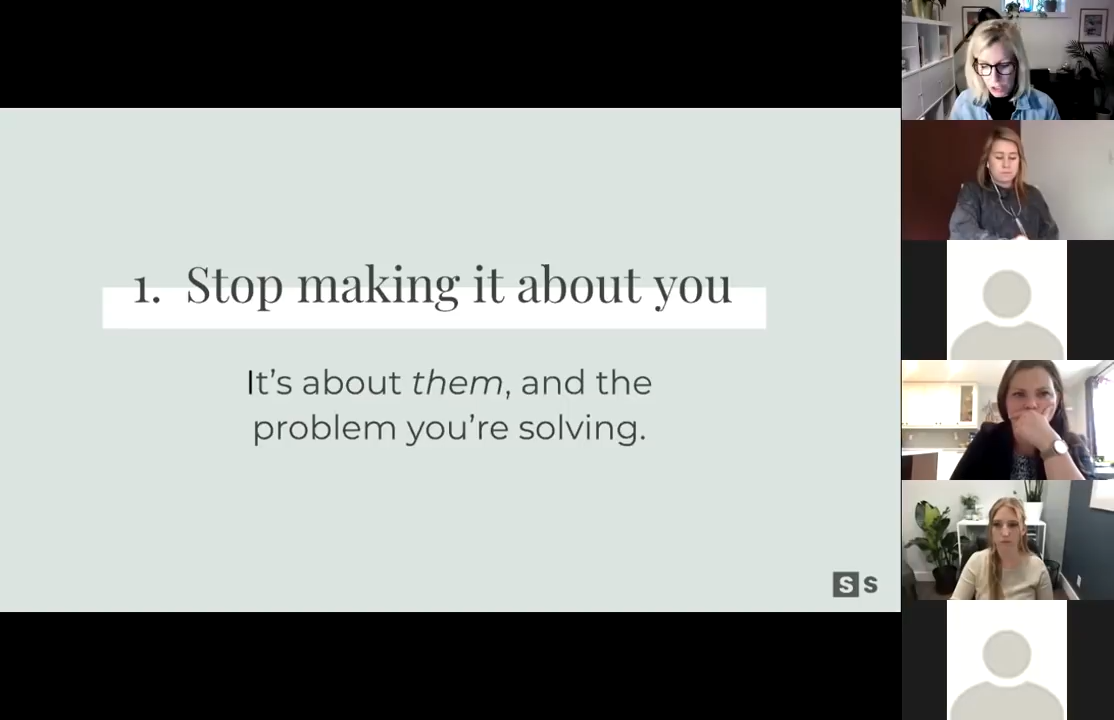 1. Stop making it about you
It's about them, and the
problem you're solving.
S S